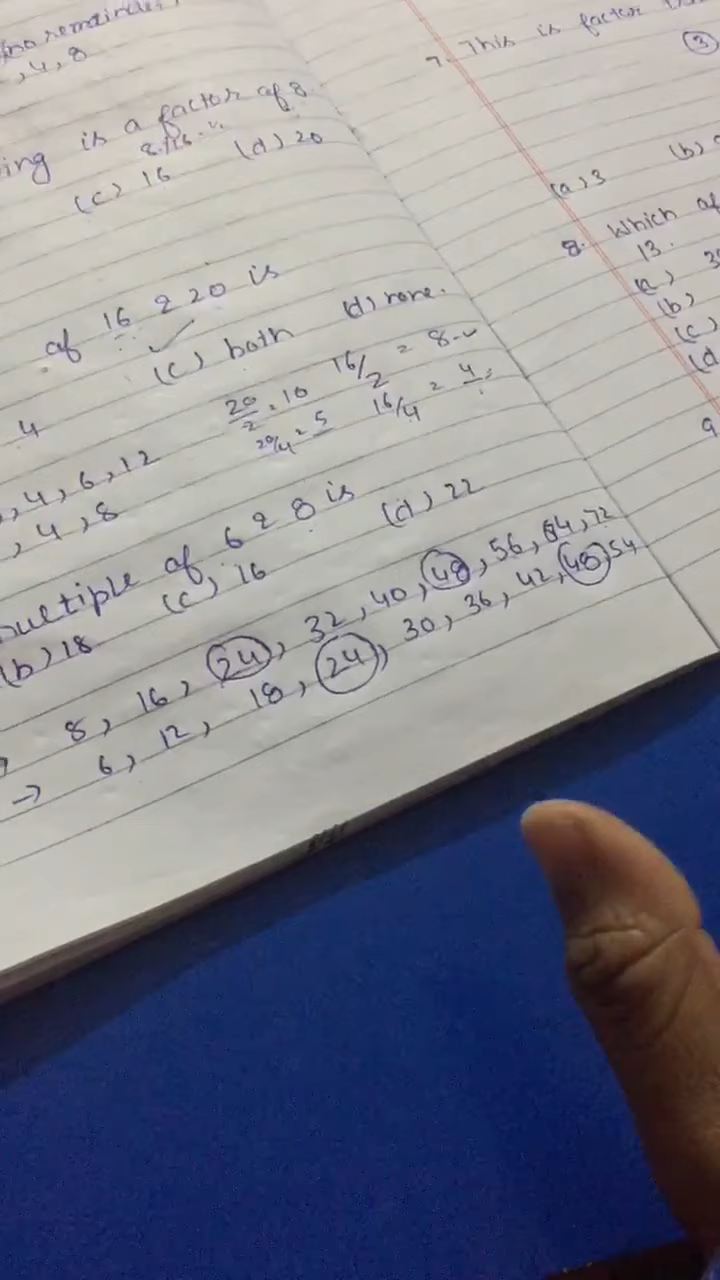 no remainder
, 4, 8
ing is a factor of 8.
(c) 16 (d) 20
of 16 & 20 is
(c) both (d) none.
4
20/2 = 10 16/2 = 8
20/4 = 5 16/4 = 4
, 4, 6, 12
, 4, 8
multiple of 6 & 8 is
(b) 18 (c) 16 (d) 22
8, 16, 24, 32, 40, 48, 56, 64, 72
→ 6, 12, 18, 24, 30, 36, 42, 48, 54
7. This is factor
3
(a) 3 (b)
8. Which of
13.
(a) 3
(b)
(c)
(d
9